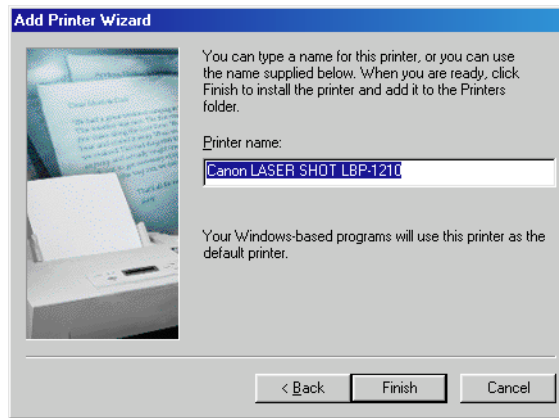 Add Printer Wizard
You can type a name for this printer, or you can use
the name supplied below. When you are ready, click
Finish to install the printer and add it to the Printers
folder.
Printer name:
Canon LASER SHOT LBP-1210
Your Windows-based programs will use this printer as the
default printer.
< Back
Finish
Cancel